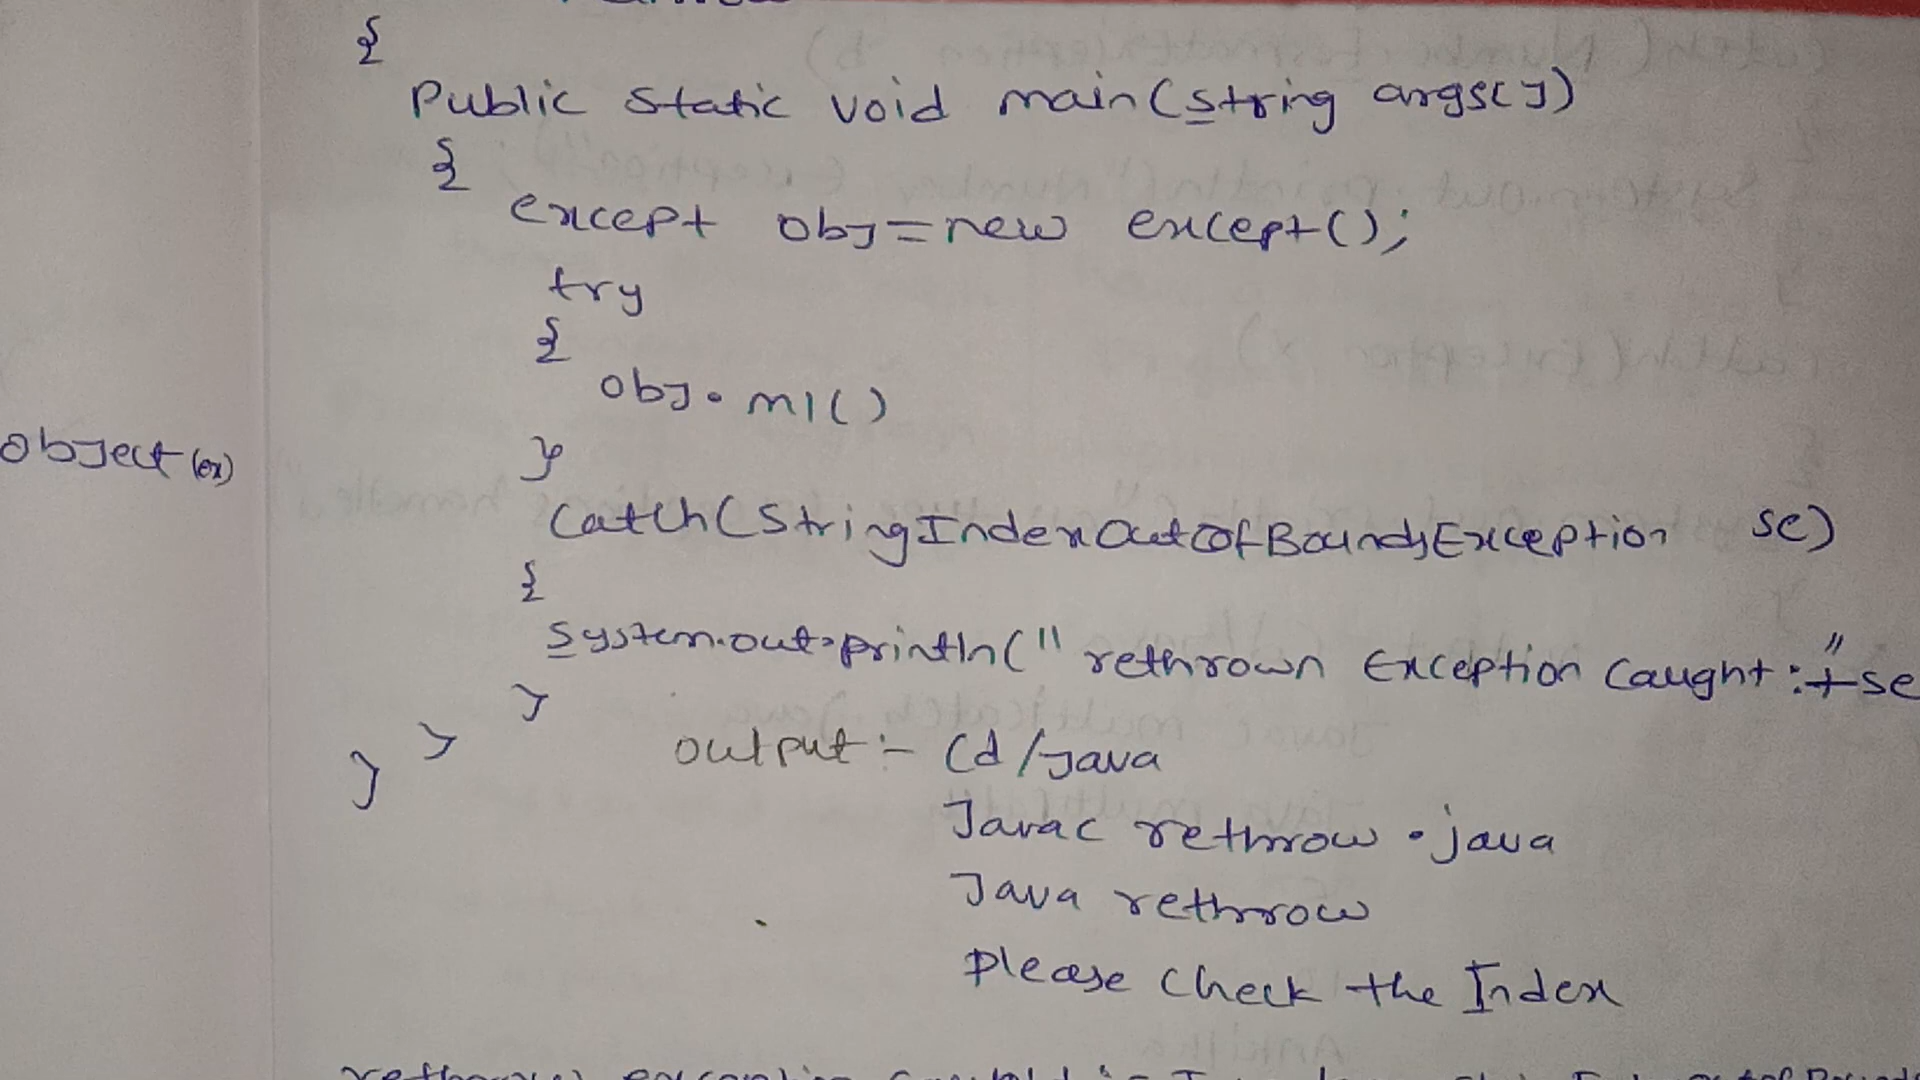 {
Public static void main(string args[])
{
except obj=new except();
try
{
obj.m1()
}
object (ex)
catch(StringIndexOutOfBoundsException se)
{
system.out.println(" rethrown Exception caught:"+se
}
}
}
output:- cd/java
Javac rethrow.java
Java rethrow
please check the Index